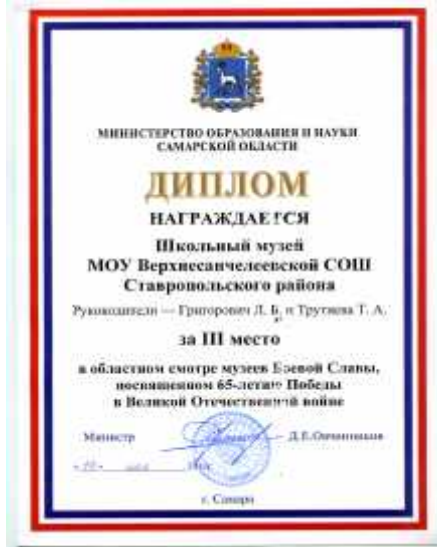 МИНИСТЕРСТВО ОБРАЗОВАНИЯ И НАУКИ
САМАРСКОЙ ОБЛАСТИ
ДИПЛОМ
НАГРАЖДАЕТСЯ
Школьный музей
МОУ Верхнесанчелеевской СОШ
Ставропольского района
Руководители — Григорович Л. Б. и Трутнева Т. А.
за III место
в областном смотре музеев Боевой Славы,
посвященном 65-летию Победы
в Великой Отечественной войне
Министр Д.Е.Овчинников
г. Самара